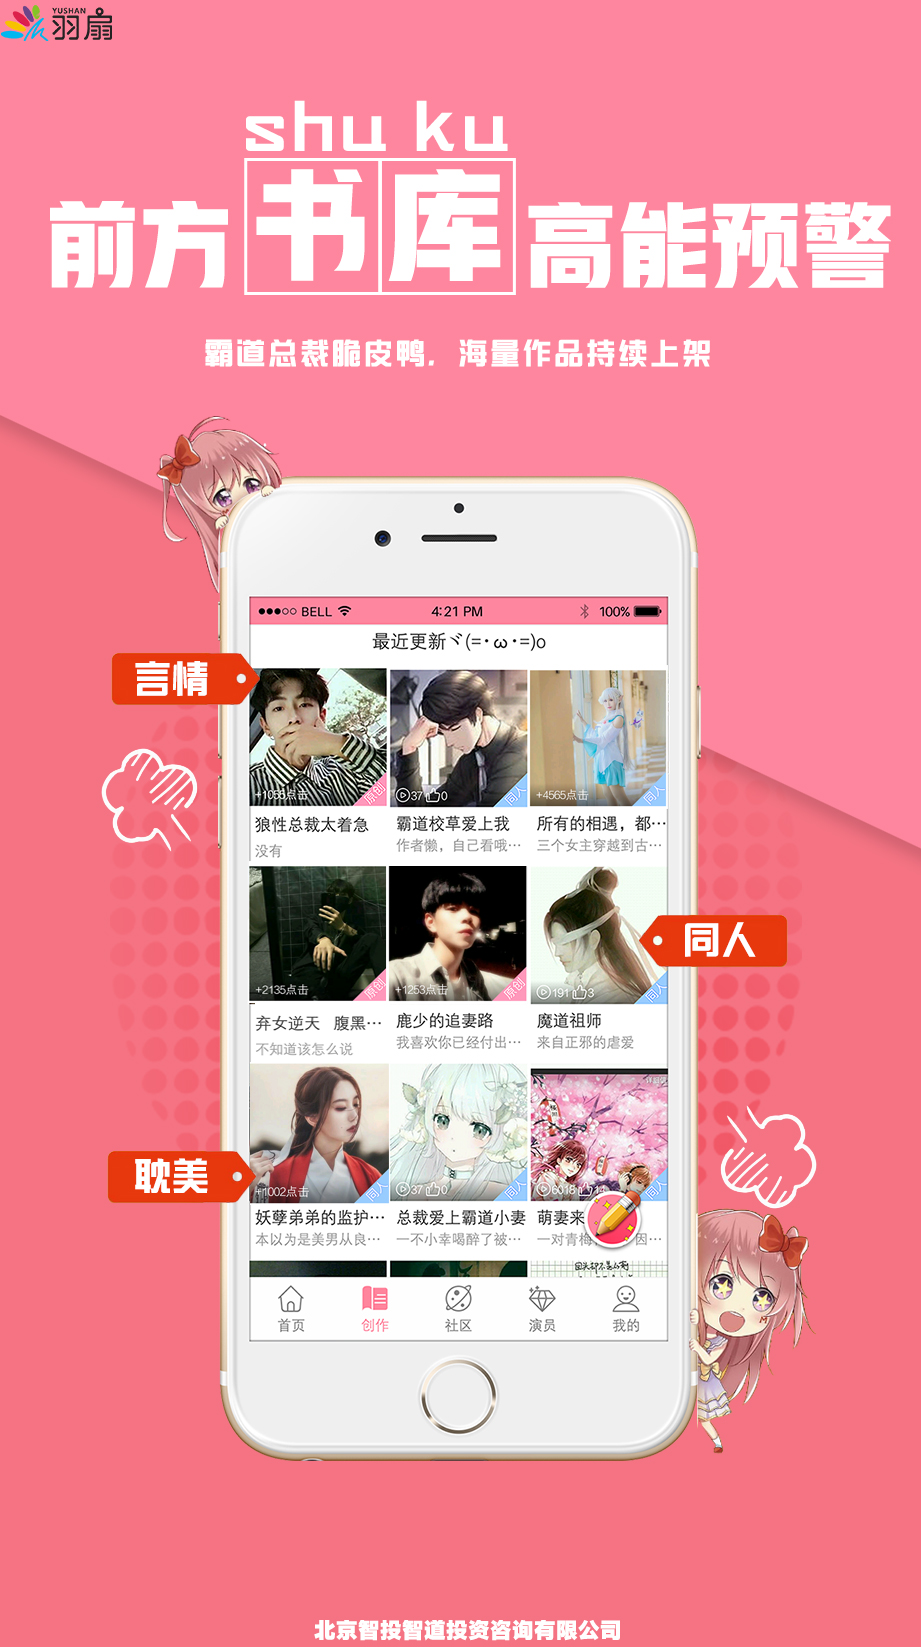 YUSHAN
羽扇
shu ku
前方书库高能预警
霸道总裁脆皮鸭，海量作品持续上架
BELL 4:21 PM 100%
最近更新ヾ(=･ω･=)o
言情
+1055点击 原创
37 0 同人
+4565点击 同人
狼性总裁太着急
霸道校草爱上我
所有的相遇，都…
没有
作者懒，自己看哦…
三个女主穿越到古…
同人
+2135点击 原创
+1253点击 原创
191 3 同人
弃女逆天 腹黑…
鹿少的追妻路
魔道祖师
不知道该怎么说
我喜欢你已经付出…
来自正邪的虐爱
耽美
+1002点击 同人
37 0 同人
6018
妖孽弟弟的监护…
总裁爱上霸道小妻
萌妻来
本以为是美男从良…
一不小幸喝醉了被…
一对青梅 因…
首页
创作
社区
演员
我的
北京智投智道投资咨询有限公司